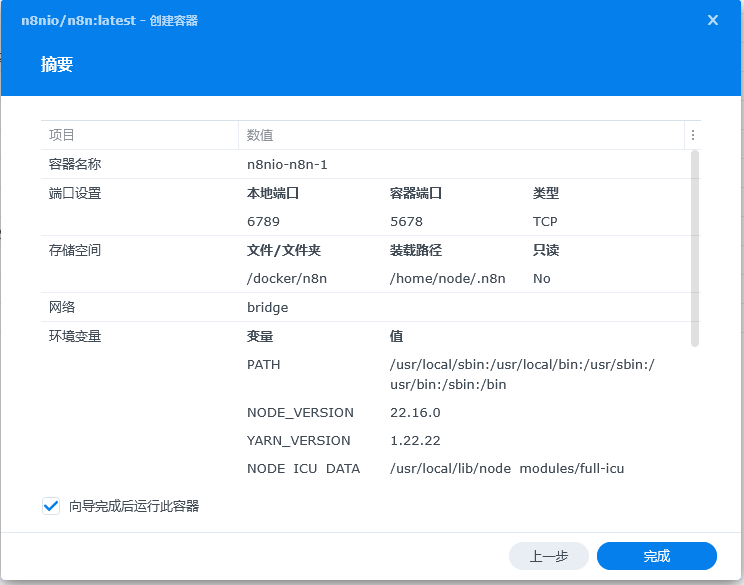 n8nio/n8n:latest - 创建容器
摘要
项目 数值
容器名称 n8nio-n8n-1
端口设置 本地端口 容器端口 类型
6789 5678 TCP
存储空间 文件/文件夹 装载路径 只读
/docker/n8n /home/node/.n8n No
网络 bridge
环境变量 变量 值
PATH /usr/local/sbin:/usr/local/bin:/usr/sbin:/
usr/bin:/sbin:/bin
NODE_VERSION 22.16.0
YARN_VERSION 1.22.22
NODE_ICU_DATA /usr/local/lib/node_modules/full-icu
向导完成后运行此容器
上一步 完成